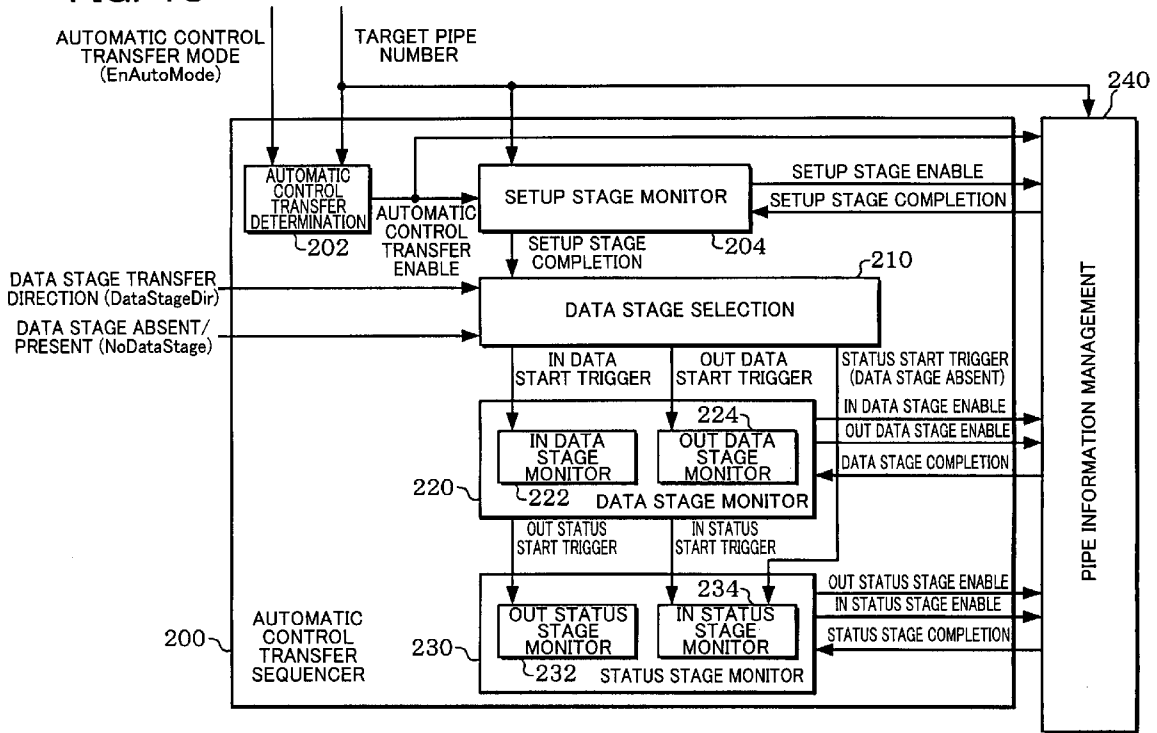 AUTOMATIC CONTROL
TRANSFER MODE
(EnAutoMode)
TARGET PIPE
NUMBER
240
AUTOMATIC
CONTROL
TRANSFER
DETERMINATION
202
AUTOMATIC
CONTROL
TRANSFER
ENABLE
SETUP STAGE MONITOR
204
SETUP STAGE ENABLE
SETUP STAGE COMPLETION
SETUP STAGE
COMPLETION
210
DATA STAGE TRANSFER
DIRECTION (DataStageDir)
DATA STAGE ABSENT/
PRESENT (NoDataStage)
DATA STAGE SELECTION
IN DATA
START TRIGGER
OUT DATA
START TRIGGER
STATUS START TRIGGER
(DATA STAGE ABSENT)
IN DATA STAGE ENABLE
OUT DATA STAGE ENABLE
DATA STAGE COMPLETION
224
IN DATA
STAGE
MONITOR
222
OUT DATA
STAGE
MONITOR
220
DATA STAGE MONITOR
OUT STATUS
START TRIGGER
IN STATUS
START TRIGGER
OUT STATUS STAGE ENABLE
IN STATUS STAGE ENABLE
STATUS STAGE COMPLETION
234
OUT STATUS
STAGE
MONITOR
232
IN STATUS
STAGE
MONITOR
230
STATUS STAGE MONITOR
200
AUTOMATIC
CONTROL
TRANSFER
SEQUENCER
PIPE INFORMATION MANAGEMENT